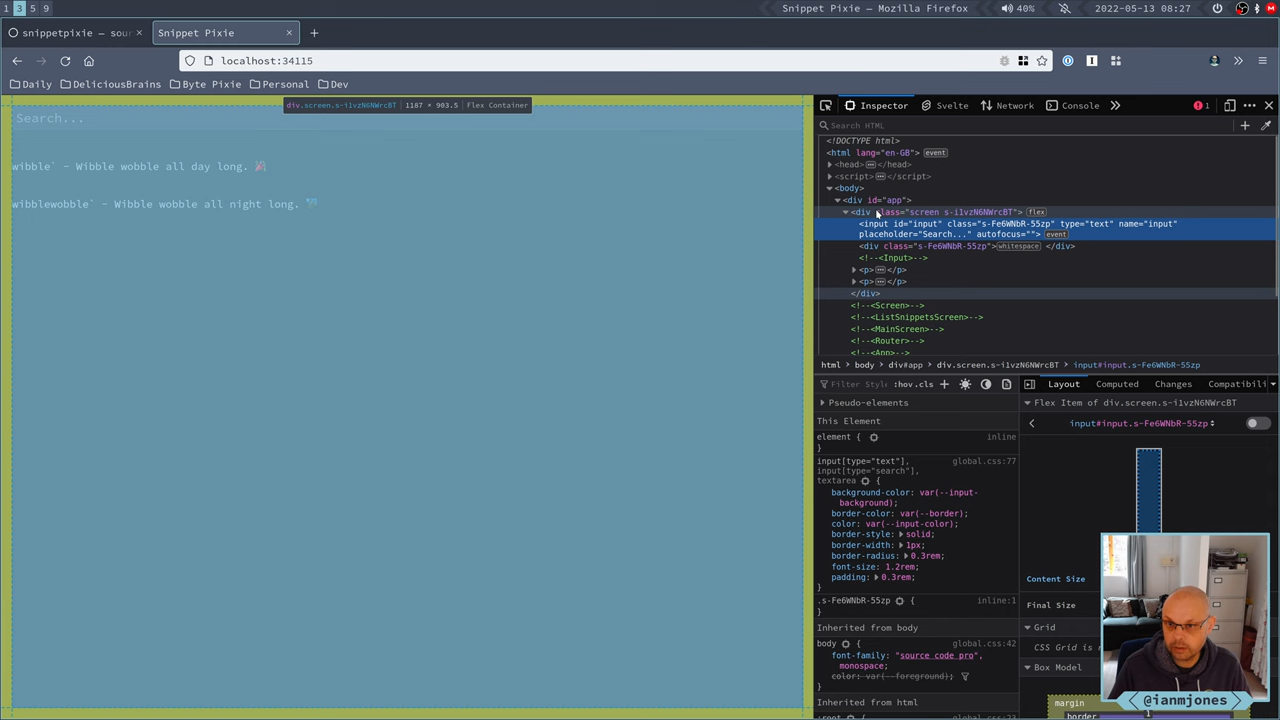 1 3 5 9 Snippet Pixie — Mozilla Firefox 40% 2022-05-13 08:27
snippetpixie — sour × Snippet Pixie × +
localhost:34115
Daily DeliciousBrains Byte Pixie Personal Dev
div.screen.s-i1vzN6NWrcBT 1187 × 903.5 Flex Container
Search...
wibble` - Wibble wobble all day long. 🎉
wibblewobble` - Wibble wobble all night long.
Inspector Svelte Network Console 1
Search HTML
<!DOCTYPE html>
<html lang="en-GB"> event
<head> </head>
<script> </script>
<body>
<div id="app">
<div class="screen s-i1vzN6NWrcBT"> flex
<input id="input" class="s-Fe6WNbR-55zp" type="text" name="input"
placeholder="Search..." autofocus=""> event
<div class="s-Fe6WNbR-55zp"> whitespace </div>
<!--<Input>-->
<p> </p>
<p> </p>
</div>
<!--<Screen>-->
<!--<ListSnippetsScreen>-->
<!--<MainScreen>-->
<!--<Router>-->
<!--<App>-->
html body div#app div.screen.s-i1vzN6NWrcBT input#input.s-Fe6WNbR-55zp
Filter Style :hov .cls +
Pseudo-elements
This Element
element { inline
}
input[type="text"], global.css:77
input[type="search"],
textarea {
background-color: var(--input-
background);
border-color: var(--border);
color: var(--input-color);
border-style: solid;
border-width: 1px;
border-radius: 0.3rem;
font-size: 1.2rem;
padding: 0.3rem;
}
.s-Fe6WNbR-55zp { inline:1
}
Inherited from body
body { global.css:42
font-family: "source code pro",
monospace;
color: var(--foreground);
}
Inherited from html
:root { global.css:2
Layout Computed Changes Compatibili
Flex Item of div.screen.s-i1vzN6NWrcBT
input#input.s-Fe6WNbR-55zp
Content Size
Final Size
Grid
CSS Grid is n
Box Model
margin
border
@ianmjones